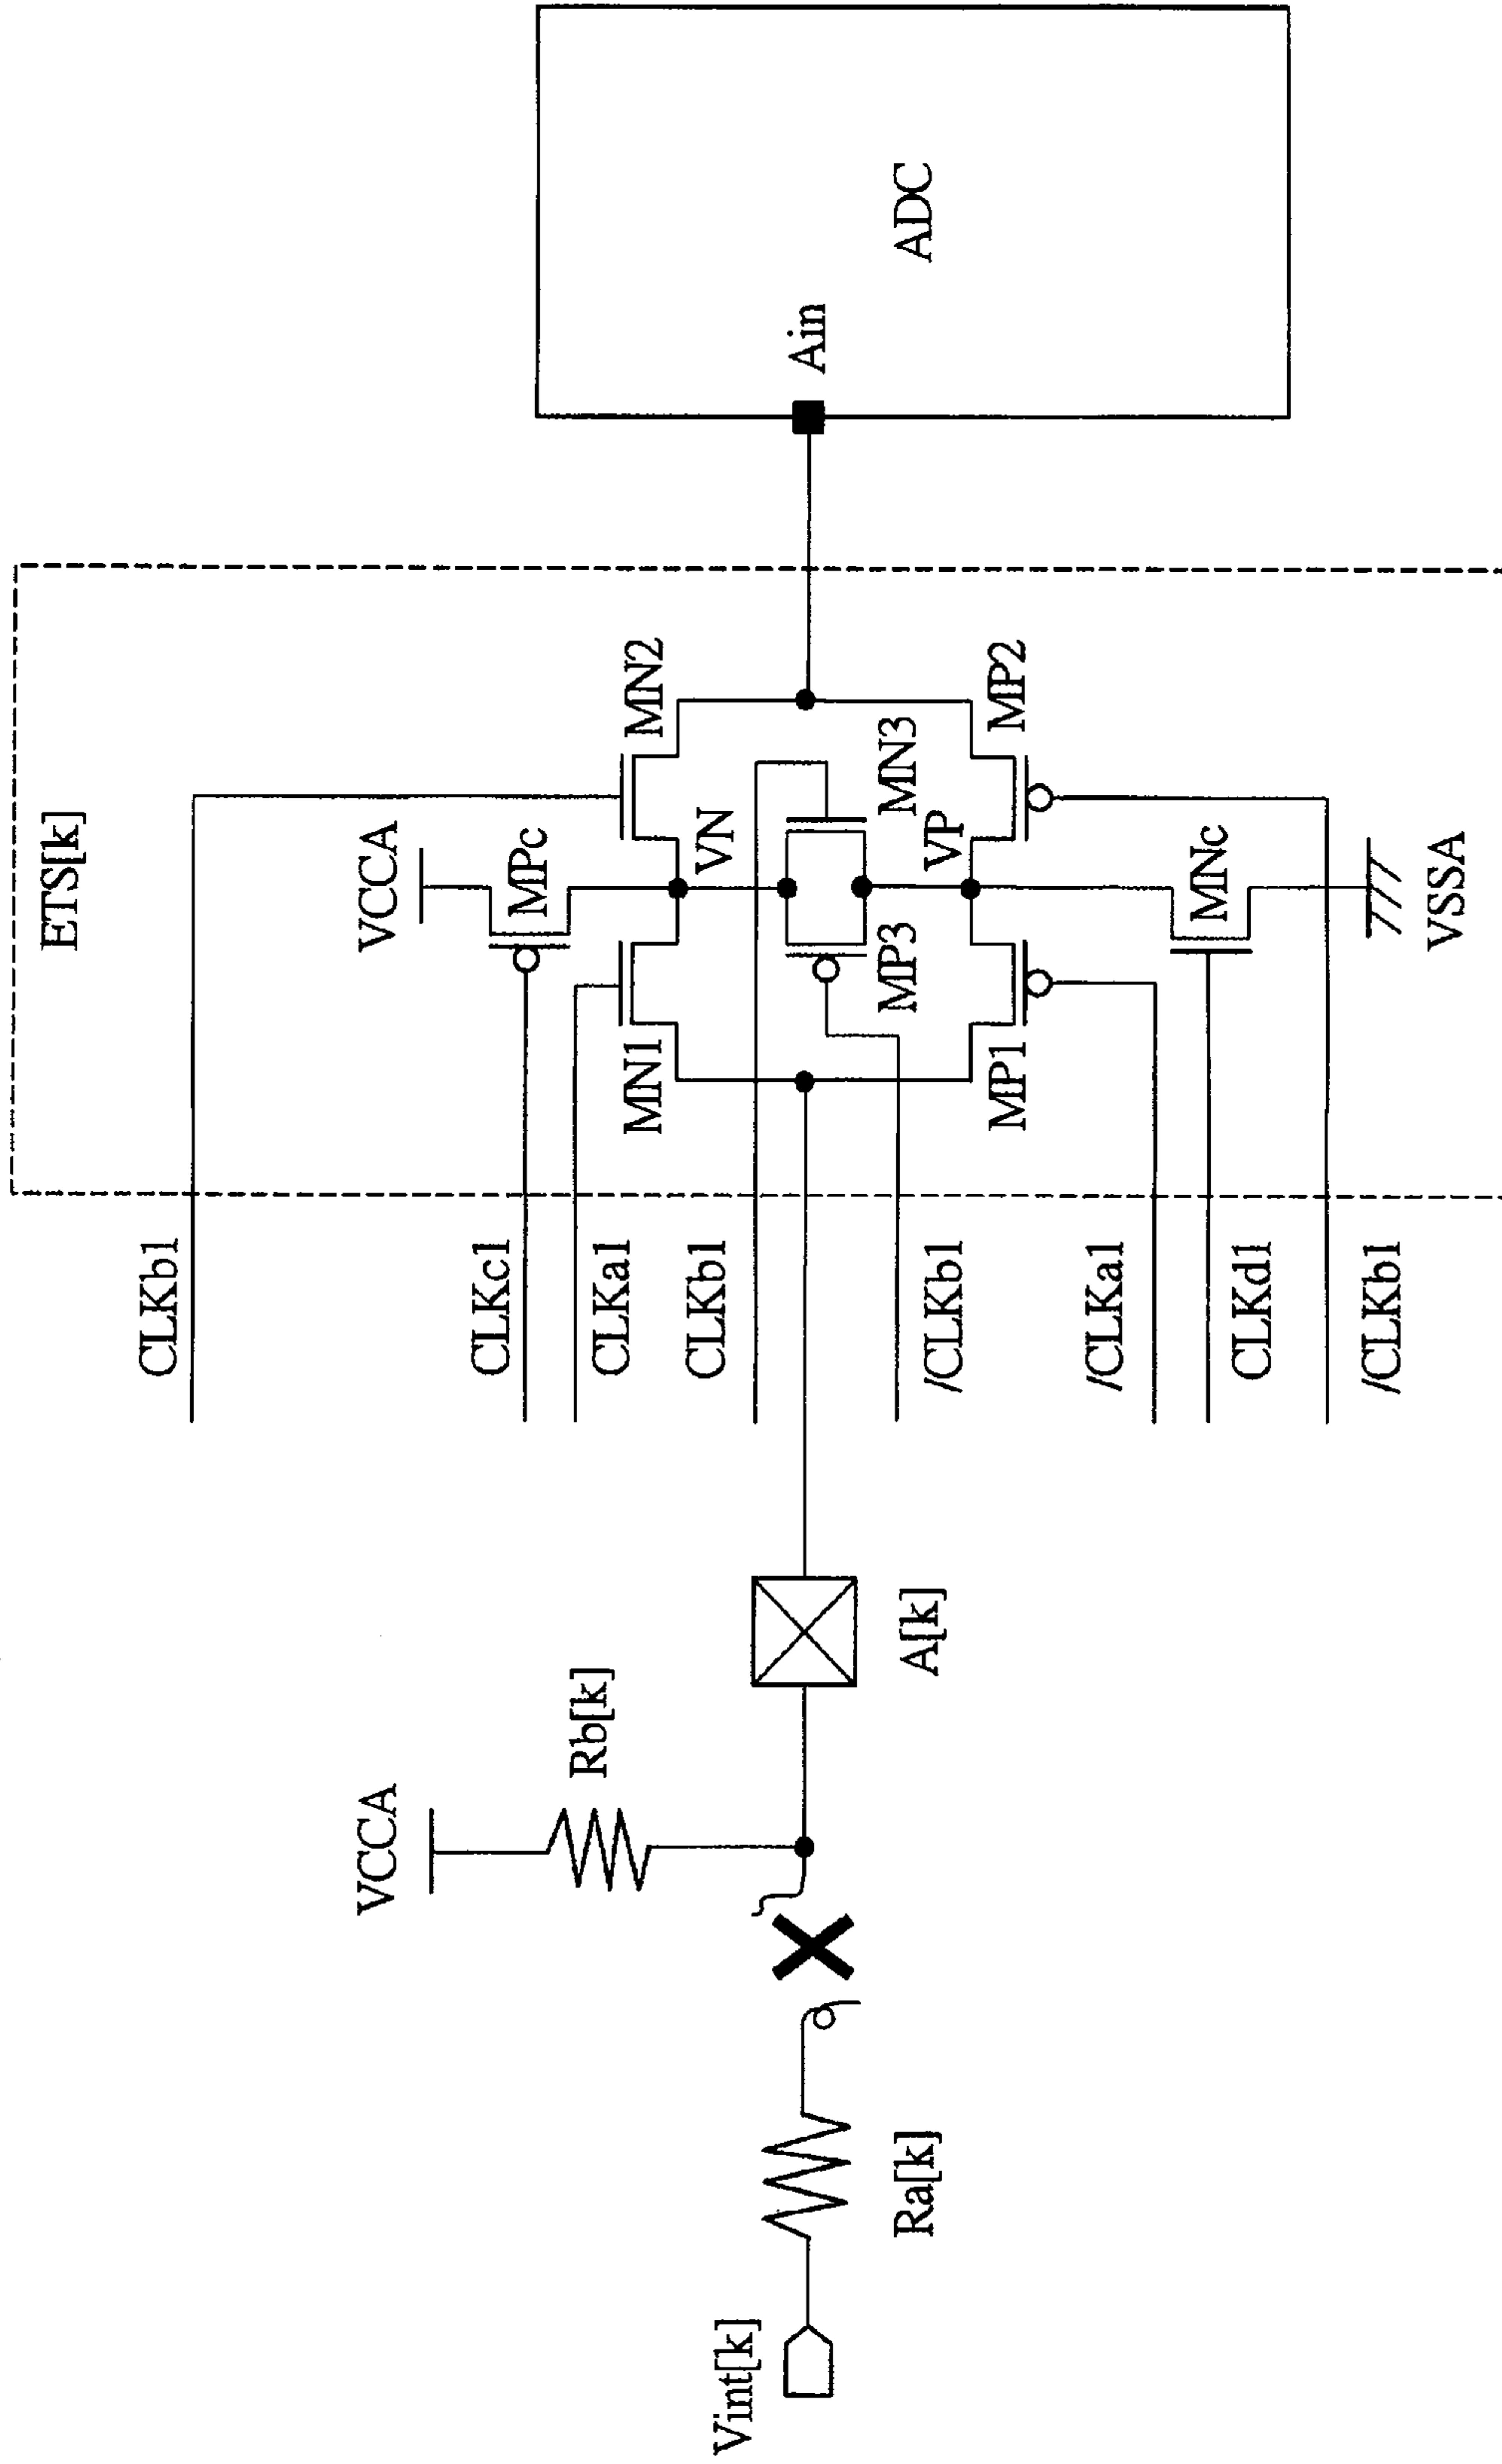 ETS[k]
CLKb1
VCCA
MPc
MN2
CLKc1
VCCA
Rb[k]
CLKa1
MN1
VN
CLKb1
MN3
Ain
ADC
Vint[k]
Ra[k]
A[k]
/CLKb1
MP3
VP
/CLKa1
MP1
MP2
CLKd1
MNc
/CLKb1
VSSA